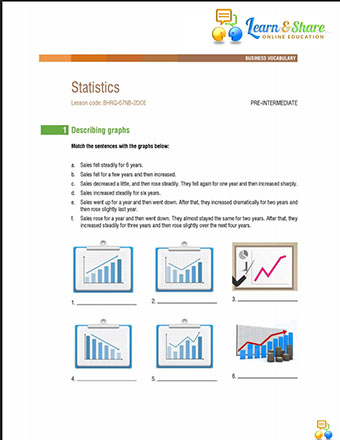 Learn & Share
ONLINE EDUCATION
BUSINESS VOCABULARY
Statistics
Lesson code: BHRQ-67NB-2DCE
PRE-INTERMEDIATE
1 Describing graphs
Match the sentences with the graphs below:
a. Sales fell steadily for 6 years.
b. Sales fell for a few years and then increased.
c. Sales decreased a little, and then rose steadily. They fell again for one year and then increased sharply.
d. Sales increased steadily for six years.
e. Sales went up for a year and then went down. After that, they increased dramatically for two years and
then rose slightly last year.
f. Sales rose for a year and then went down. They almost stayed the same for two years. After that, they
increased steadily for three years and then rose slightly over the next four years.
1. ____________
2. ____________
3. ____________
4. ____________
5. ____________
6. ____________